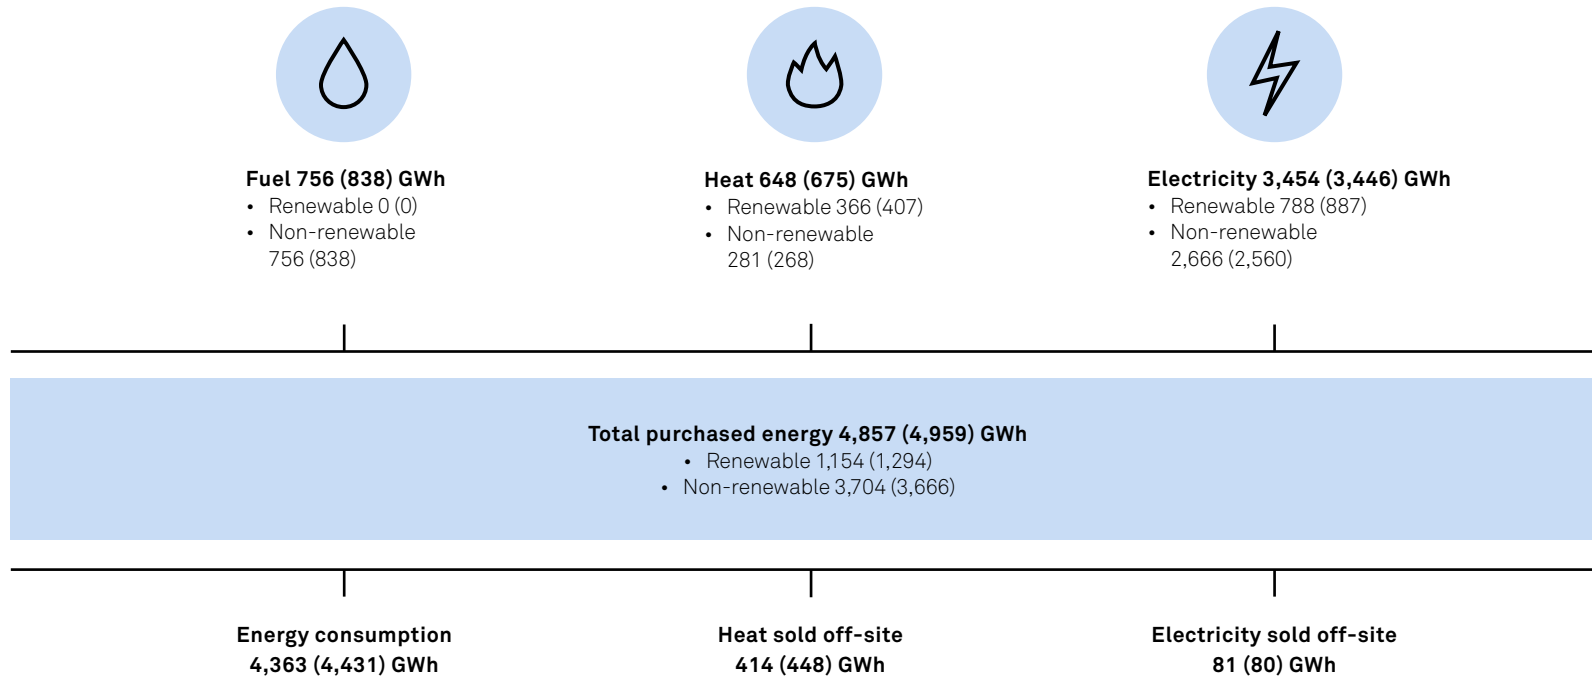 Fuel 756 (838) GWh
• Renewable 0 (0)
• Non-renewable
756 (838)
Heat 648 (675) GWh
• Renewable 366 (407)
• Non-renewable
281 (268)
Electricity 3,454 (3,446) GWh
• Renewable 788 (887)
• Non-renewable
2,666 (2,560)
Total purchased energy 4,857 (4,959) GWh
• Renewable 1,154 (1,294)
• Non-renewable 3,704 (3,666)
Energy consumption
4,363 (4,431) GWh
Heat sold off-site
414 (448) GWh
Electricity sold off-site
81 (80) GWh